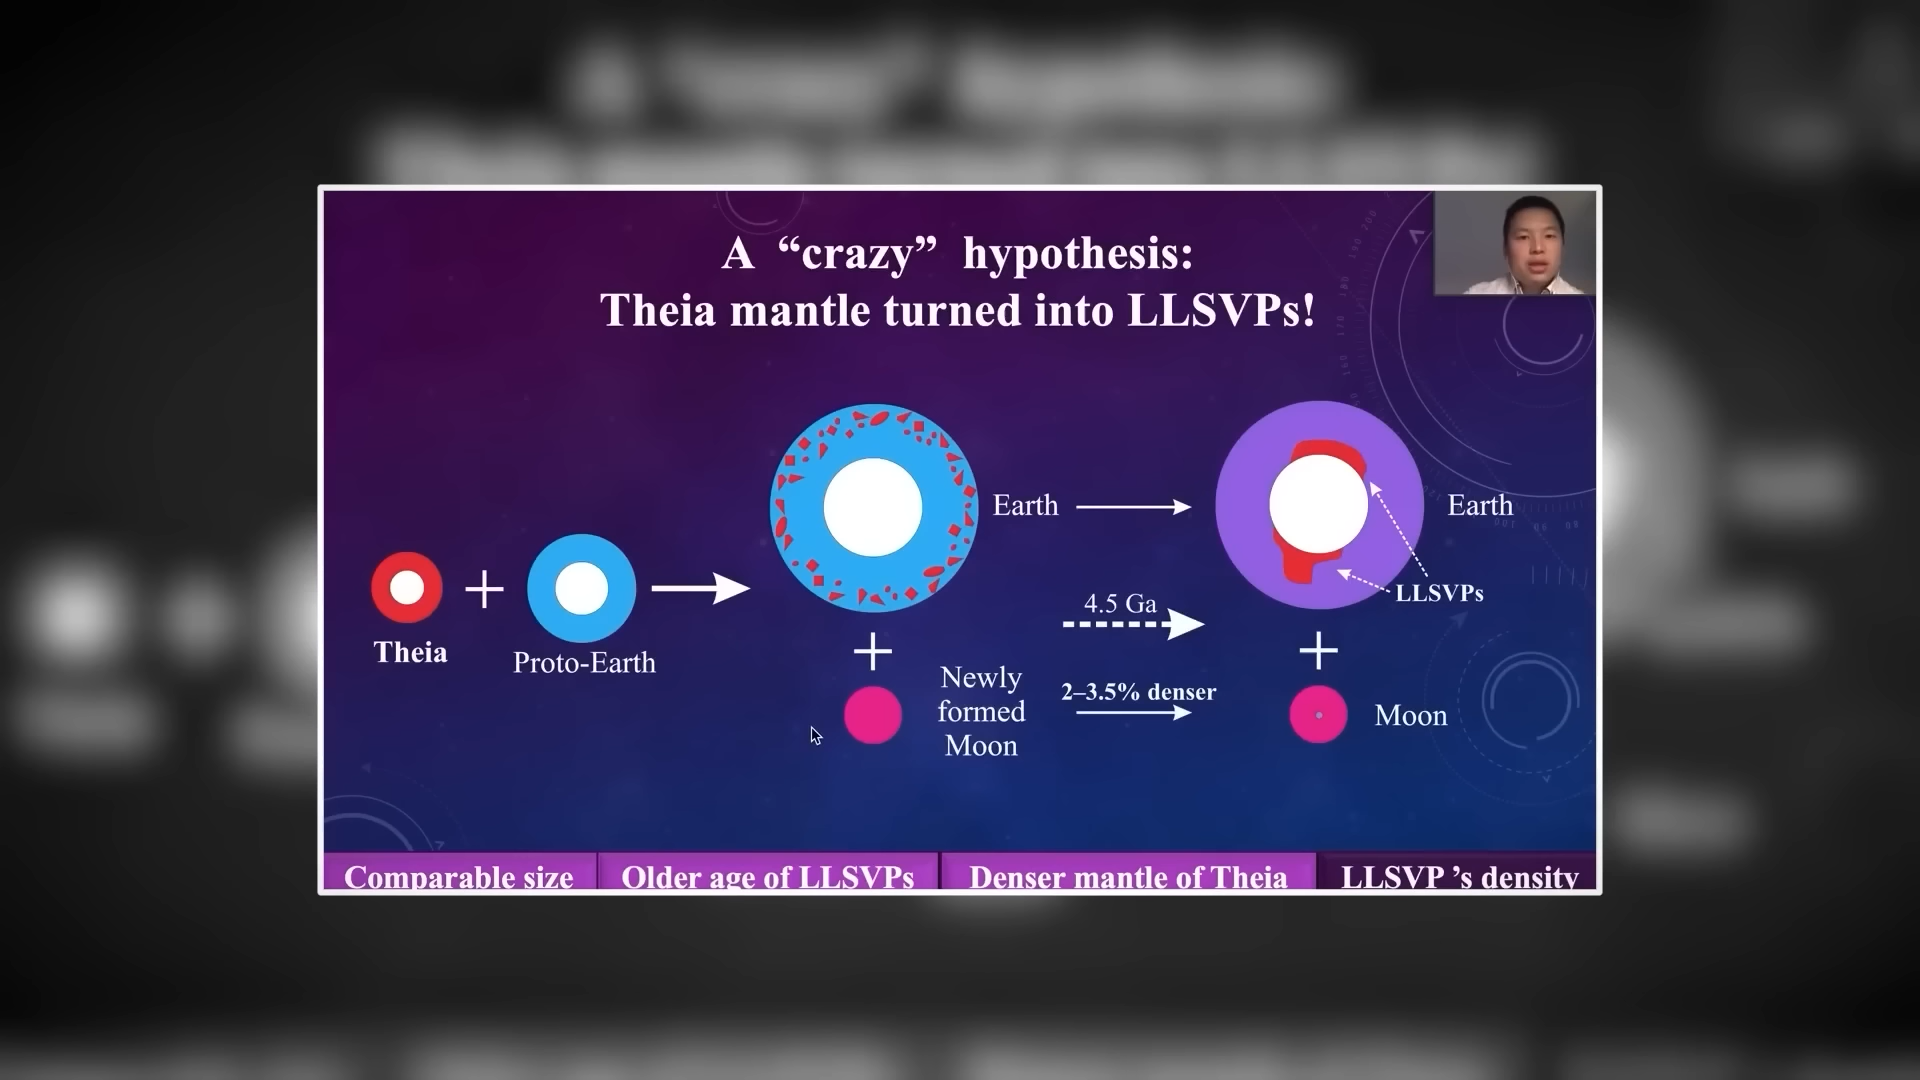 A “crazy” hypothesis:
Theia mantle turned into LLSVPs!
Theia
Proto-Earth
Earth
Newly
formed
Moon
4.5 Ga
2–3.5% denser
Earth
LLSVPs
Moon
Comparable size
Older age of LLSVPs
Denser mantle of Theia
LLSVP ’s density